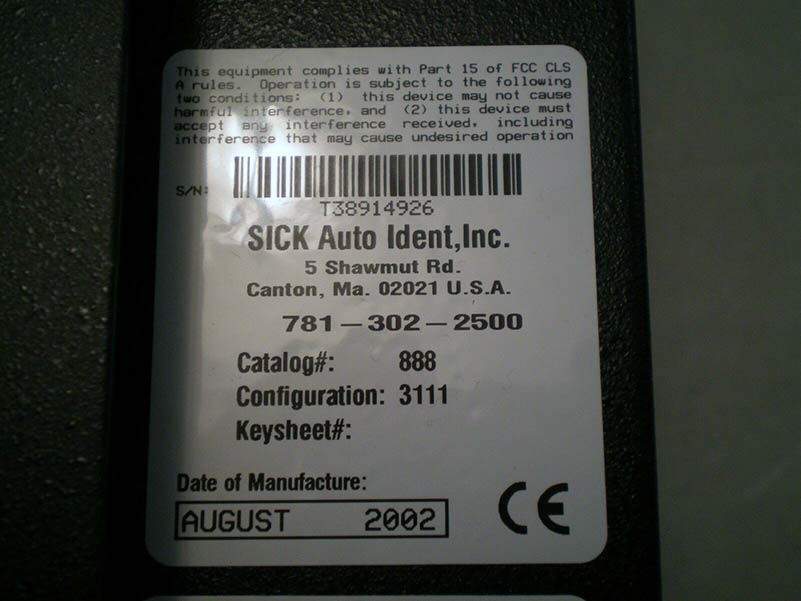 This equipment complies with Part 15 of FCC CLS
A rules. Operation is subject to the following
two conditions: (1) this device may not cause
harmful interference, and (2) this device must
accept any interference received, including
interference that may cause undesired operation
S/N:
T38914926
SICK Auto Ident,Inc.
5 Shawmut Rd.
Canton, Ma. 02021 U.S.A.
781-302-2500
Catalog#: 888
Configuration: 3111
Keysheet#:
Date of Manufacture:
AUGUST 2002
CE